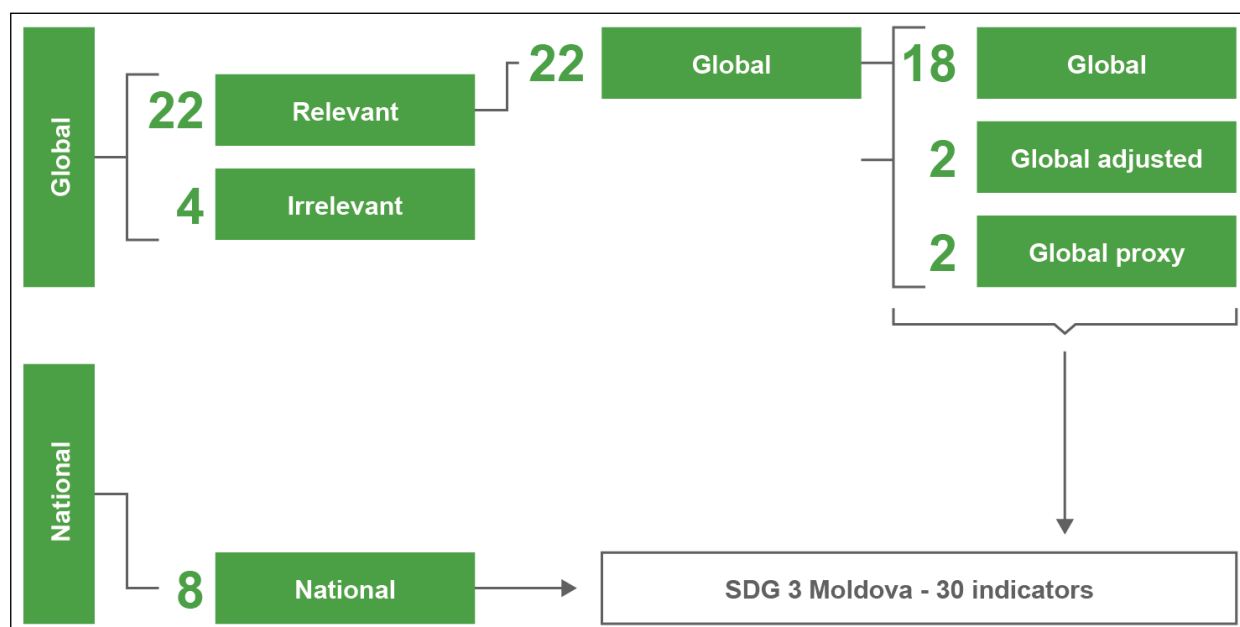 Global
22
Relevant
4
Irrelevant
22
Global
18
Global
2
Global adjusted
2
Global proxy
National
8
National
SDG 3 Moldova - 30 indicators